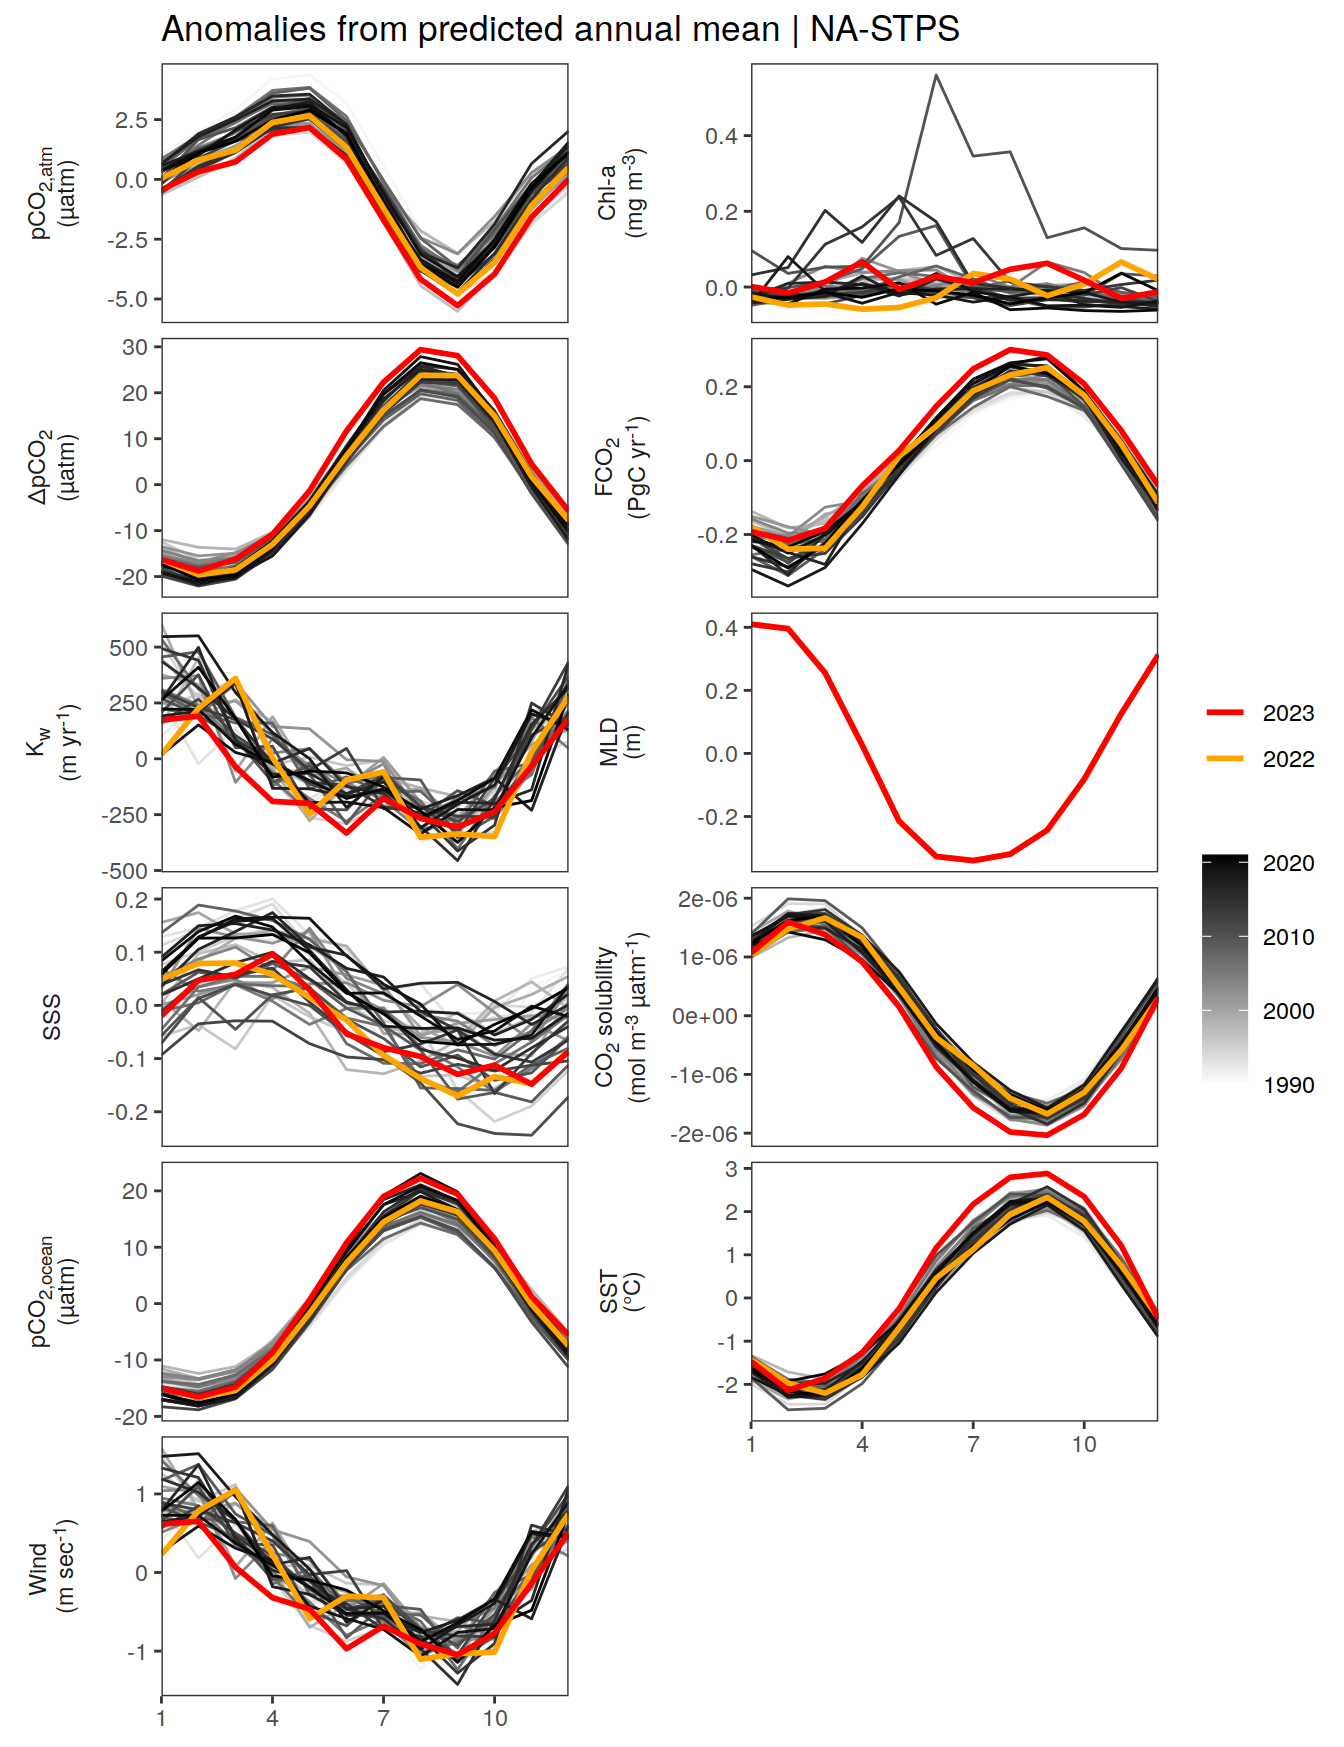 Anomalies from predicted annual mean | NA-STPS
pCO2,atm
(µatm)
2.5
0.0
-2.5
-5.0
Chl-a
(mg m-3)
0.4
0.2
0.0
ΔpCO2
(µatm)
30
20
10
0
-10
-20
FCO2
(PgC yr-1)
0.2
0.0
-0.2
Kw
(m yr-1)
500
250
0
-250
-500
MLD
(m)
0.4
0.2
0.0
-0.2
SSS
0.2
0.1
0.0
-0.1
-0.2
CO2 solubility
(mol m-3 µatm-1)
2e-06
1e-06
0e+00
-1e-06
-2e-06
pCO2,ocean
(µatm)
20
10
0
-10
-20
SST
(°C)
3
2
1
0
-1
-2
1 4 7 10
Wind
(m sec-1)
1
0
-1
1 4 7 10
2023
2022
2020
2010
2000
1990